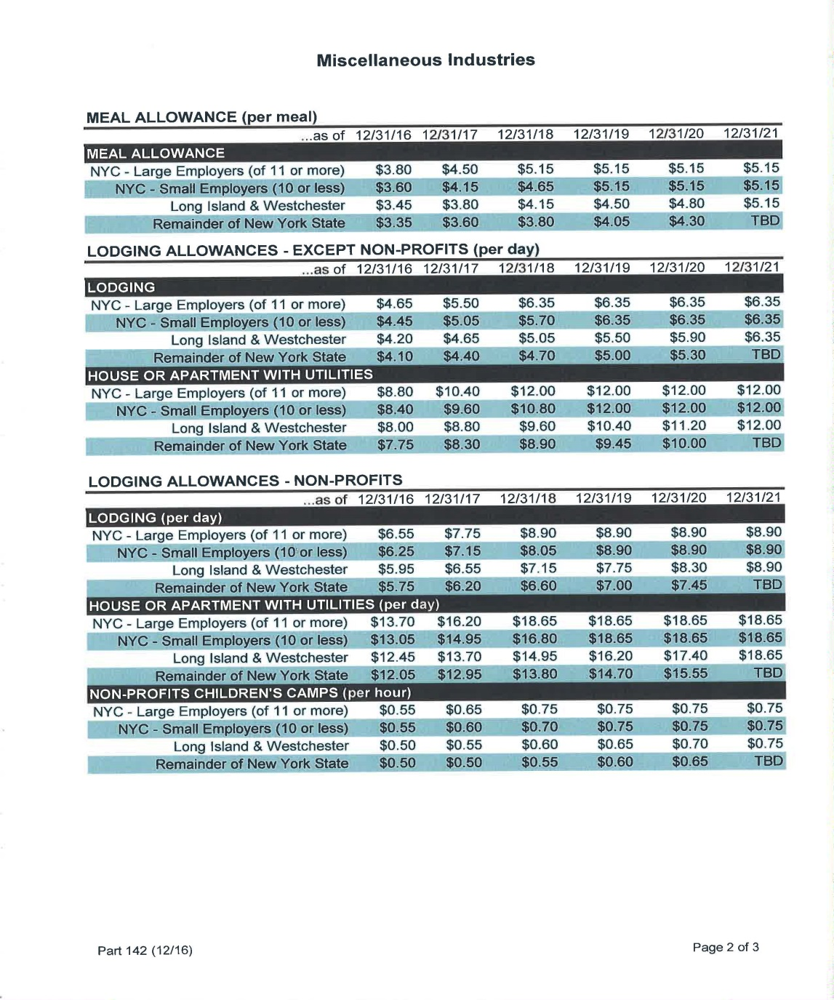 Miscellaneous Industries
MEAL ALLOWANCE (per meal)
...as of 12/31/16 12/31/17 12/31/18 12/31/19 12/31/20 12/31/21
MEAL ALLOWANCE
NYC - Large Employers (of 11 or more) $3.80 $4.50 $5.15 $5.15 $5.15 $5.15
NYC - Small Employers (10 or less) $3.60 $4.15 $4.65 $5.15 $5.15 $5.15
Long Island & Westchester $3.45 $3.80 $4.15 $4.50 $4.80 $5.15
Remainder of New York State $3.35 $3.60 $3.80 $4.05 $4.30 TBD
LODGING ALLOWANCES - EXCEPT NON-PROFITS (per day)
...as of 12/31/16 12/31/17 12/31/18 12/31/19 12/31/20 12/31/21
LODGING
NYC - Large Employers (of 11 or more) $4.65 $5.50 $6.35 $6.35 $6.35 $6.35
NYC - Small Employers (10 or less) $4.45 $5.05 $5.70 $6.35 $6.35 $6.35
Long Island & Westchester $4.20 $4.65 $5.05 $5.50 $5.90 $6.35
Remainder of New York State $4.10 $4.40 $4.70 $5.00 $5.30 TBD
HOUSE OR APARTMENT WITH UTILITIES
NYC - Large Employers (of 11 or more) $8.80 $10.40 $12.00 $12.00 $12.00 $12.00
NYC - Small Employers (10 or less) $8.40 $9.60 $10.80 $12.00 $12.00 $12.00
Long Island & Westchester $8.00 $8.80 $9.60 $10.40 $11.20 $12.00
Remainder of New York State $7.75 $8.30 $8.90 $9.45 $10.00 TBD
LODGING ALLOWANCES - NON-PROFITS
...as of 12/31/16 12/31/17 12/31/18 12/31/19 12/31/20 12/31/21
LODGING (per day)
NYC - Large Employers (of 11 or more) $6.55 $7.75 $8.90 $8.90 $8.90 $8.90
NYC - Small Employers (10 or less) $6.25 $7.15 $8.05 $8.90 $8.90 $8.90
Long Island & Westchester $5.95 $6.55 $7.15 $7.75 $8.30 $8.90
Remainder of New York State $5.75 $6.20 $6.60 $7.00 $7.45 TBD
HOUSE OR APARTMENT WITH UTILITIES (per day)
NYC - Large Employers (of 11 or more) $13.70 $16.20 $18.65 $18.65 $18.65 $18.65
NYC - Small Employers (10 or less) $13.05 $14.95 $16.80 $18.65 $18.65 $18.65
Long Island & Westchester $12.45 $13.70 $14.95 $16.20 $17.40 $18.65
Remainder of New York State $12.05 $12.95 $13.80 $14.70 $15.55 TBD
NON-PROFITS CHILDREN'S CAMPS (per hour)
NYC - Large Employers (of 11 or more) $0.55 $0.65 $0.75 $0.75 $0.75 $0.75
NYC - Small Employers (10 or less) $0.55 $0.60 $0.70 $0.75 $0.75 $0.75
Long Island & Westchester $0.50 $0.55 $0.60 $0.65 $0.70 $0.75
Remainder of New York State $0.50 $0.50 $0.55 $0.60 $0.65 TBD
Part 142 (12/16) Page 2 of 3